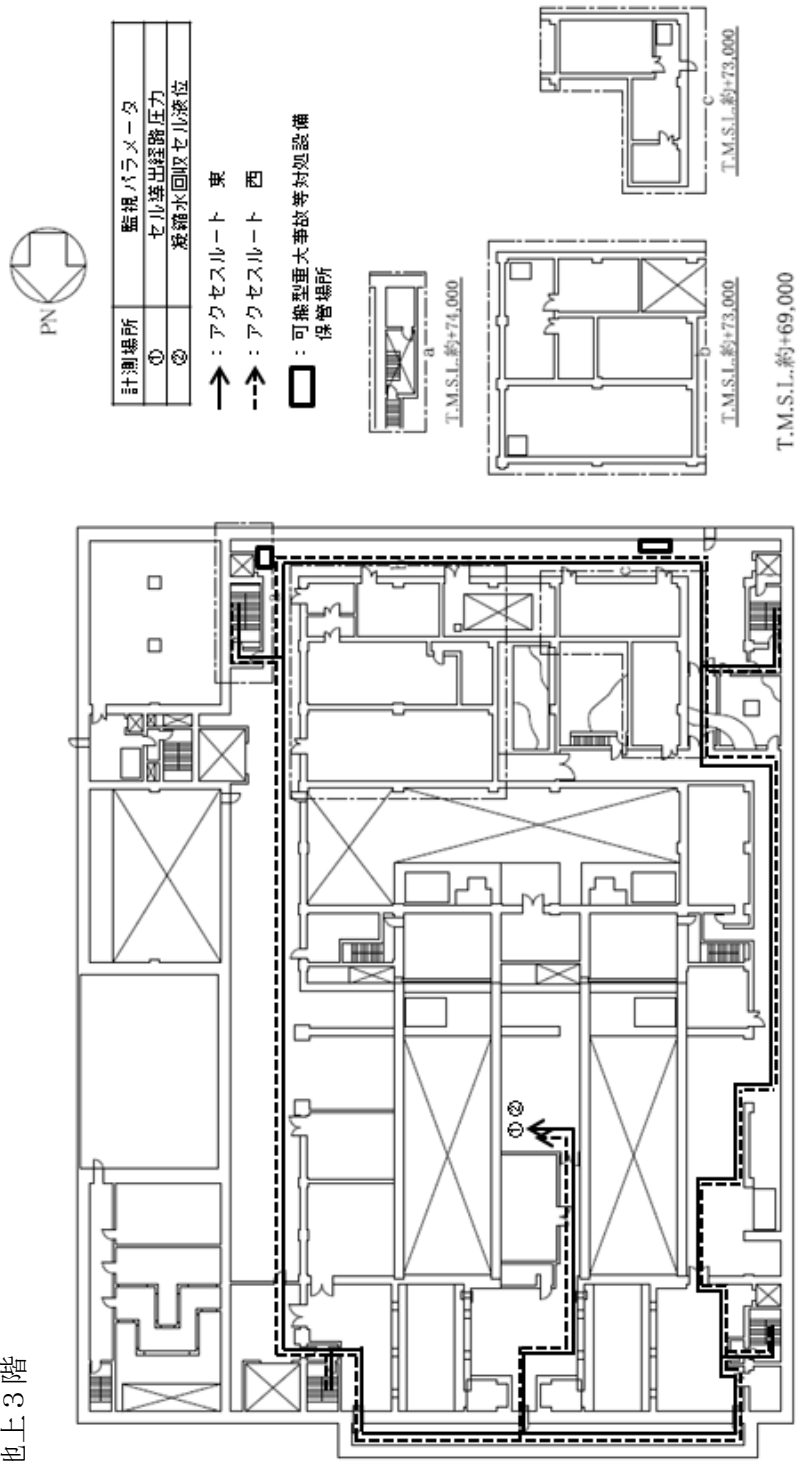 地上3階
PN
計測場所 監視パラメータ
① セル導出経路圧力
② 凝縮水回収セル液位
：アクセスルート 東
：アクセスルート 西
：可搬型重大事故等対処設備
保管場所
a
T.M.S.L.約+74,000
b
T.M.S.L.約+73,000
c
T.M.S.L.約+73,000
T.M.S.L.約+69,000
a
b
c
① ②